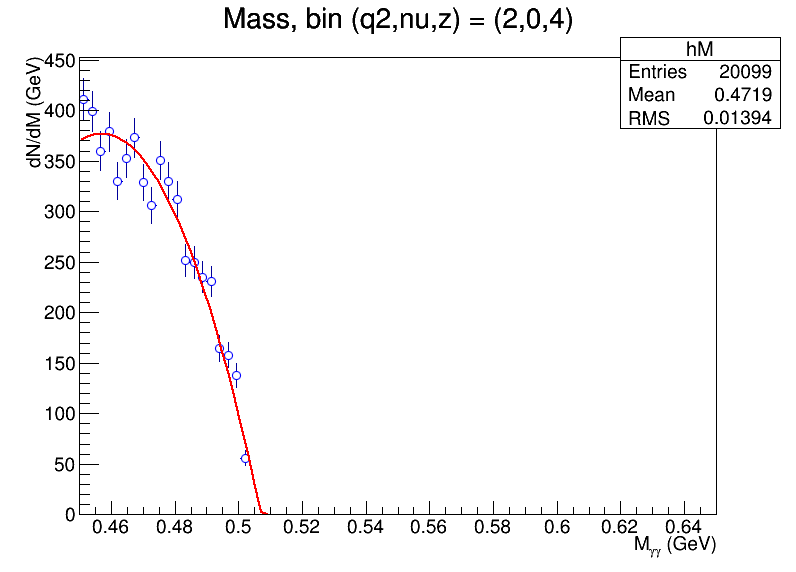 Mass, bin (q2,nu,z) = (2,0,4)
hM
Entries 20099
Mean 0.4719
RMS 0.01394
dN/dM (GeV)
450
400
350
300
250
200
150
100
50
0
0.46 0.48 0.5 0.52 0.54 0.56 0.58 0.6 0.62 0.64
Mγγ (GeV)